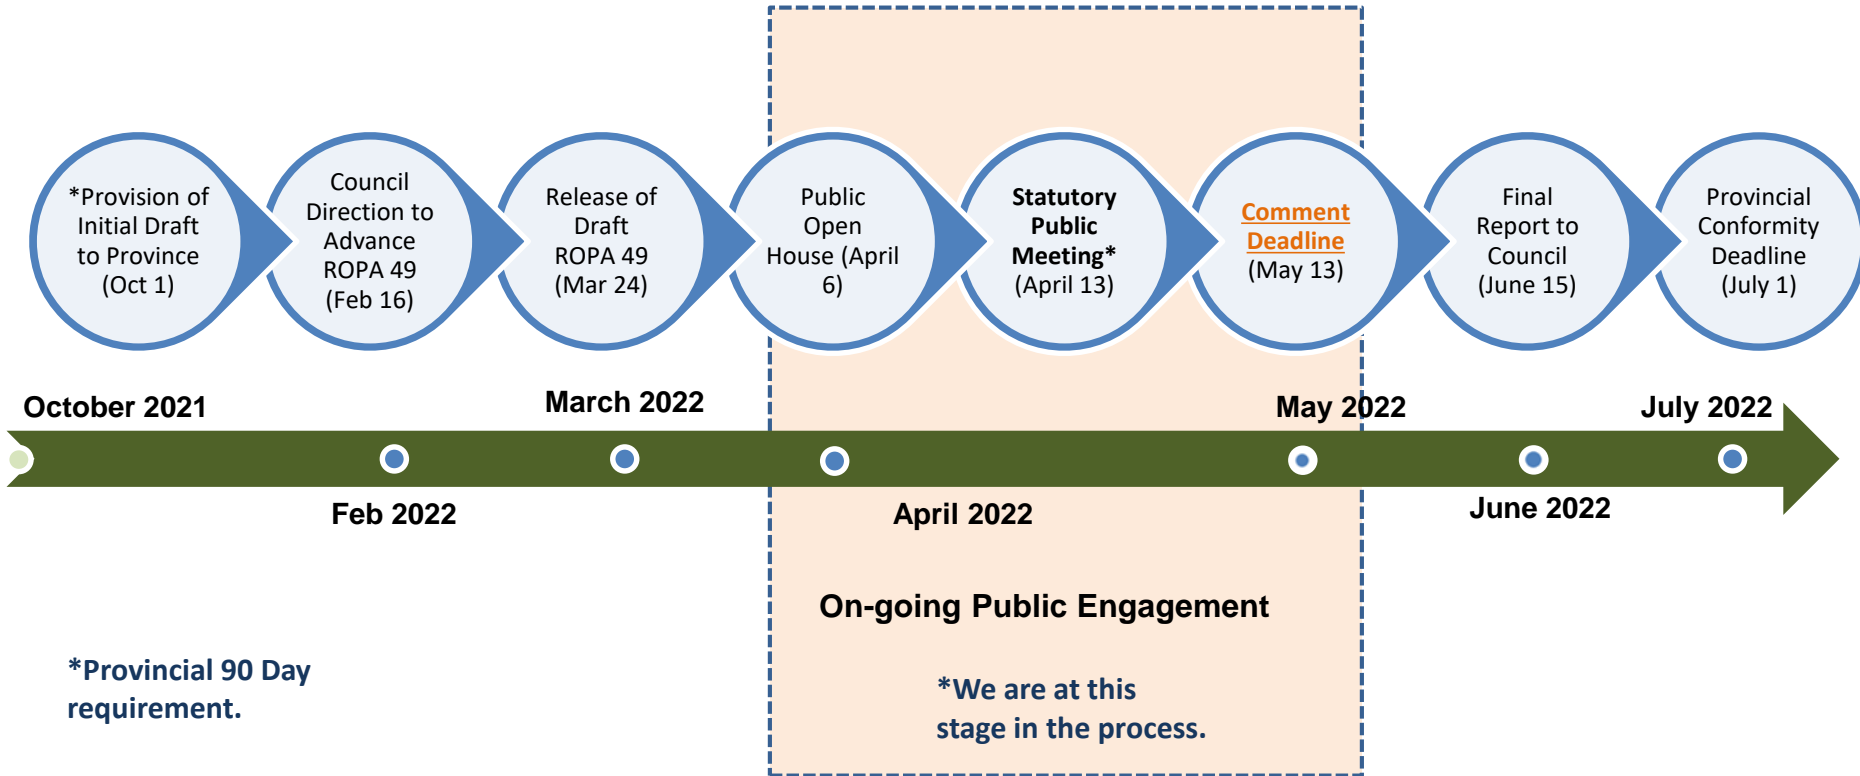 *Provision of
Initial Draft
to Province
(Oct 1)
Council
Direction to
Advance
ROPA 49
(Feb 16)
Release of
Draft
ROPA 49
(Mar 24)
Public
Open
House (April
6)
Statutory
Public
Meeting*
(April 13)
Comment
Deadline
(May 13)
Final
Report to
Council
(June 15)
Provincial
Conformity
Deadline
(July 1)
October 2021
March 2022
May 2022
July 2022
Feb 2022
April 2022
June 2022
On-going Public Engagement
*Provincial 90 Day
requirement.
*We are at this
stage in the process.